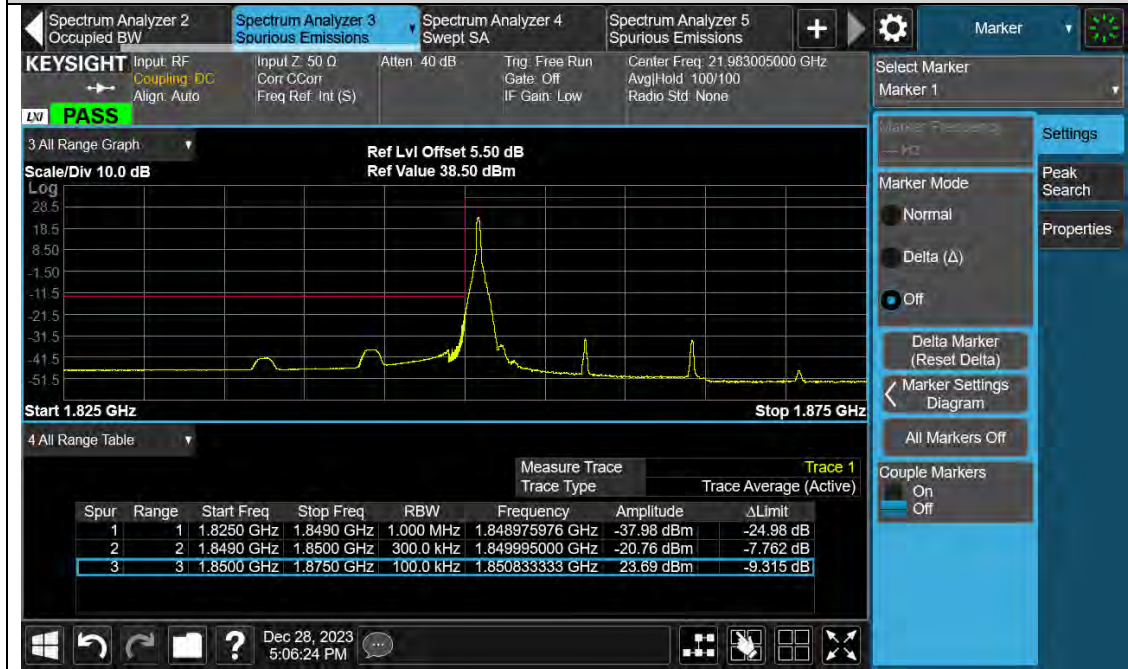 Spectrum Analyzer 2
Occupied BW
Spectrum Analyzer 3
Spurious Emissions
Spectrum Analyzer 4
Swept SA
Spectrum Analyzer 5
Spurious Emissions
+
Marker
KEYSIGHT
Input: RF
Coupling: DC
Align: Auto
Input Z: 50 Ω
Corr CCorr
Freq Ref: Int (S)
Atten: 40 dB
Trig: Free Run
Gate: Off
IF Gain: Low
Center Freq: 21.983005000 GHz
Avg|Hold: 100/100
Radio Std: None
LXI
PASS
Select Marker
Marker 1
3 All Range Graph
Ref Lvl Offset 5.50 dB
Scale/Div 10.0 dB
Ref Value 38.50 dBm
Log
28.5
18.5
8.50
-1.50
-11.5
-21.5
-31.5
-41.5
-51.5
Start 1.825 GHz
Stop 1.875 GHz
Marker Frequency
--- Hz
Marker Mode
Normal
Delta (Δ)
Off
Delta Marker
(Reset Delta)
Marker Settings
Diagram
All Markers Off
Couple Markers
On
Off
Settings
Peak
Search
Properties
4 All Range Table
Measure Trace Trace 1
Trace Type Trace Average (Active)
Spur Range Start Freq Stop Freq RBW Frequency Amplitude ΔLimit
1 1 1.8250 GHz 1.8490 GHz 1.000 MHz 1.848975976 GHz -37.98 dBm -24.98 dB
2 2 1.8490 GHz 1.8500 GHz 300.0 kHz 1.849995000 GHz -20.76 dBm -7.762 dB
3 3 1.8500 GHz 1.8750 GHz 100.0 kHz 1.850833333 GHz 23.69 dBm -9.315 dB
?
Dec 28, 2023
5:06:24 PM